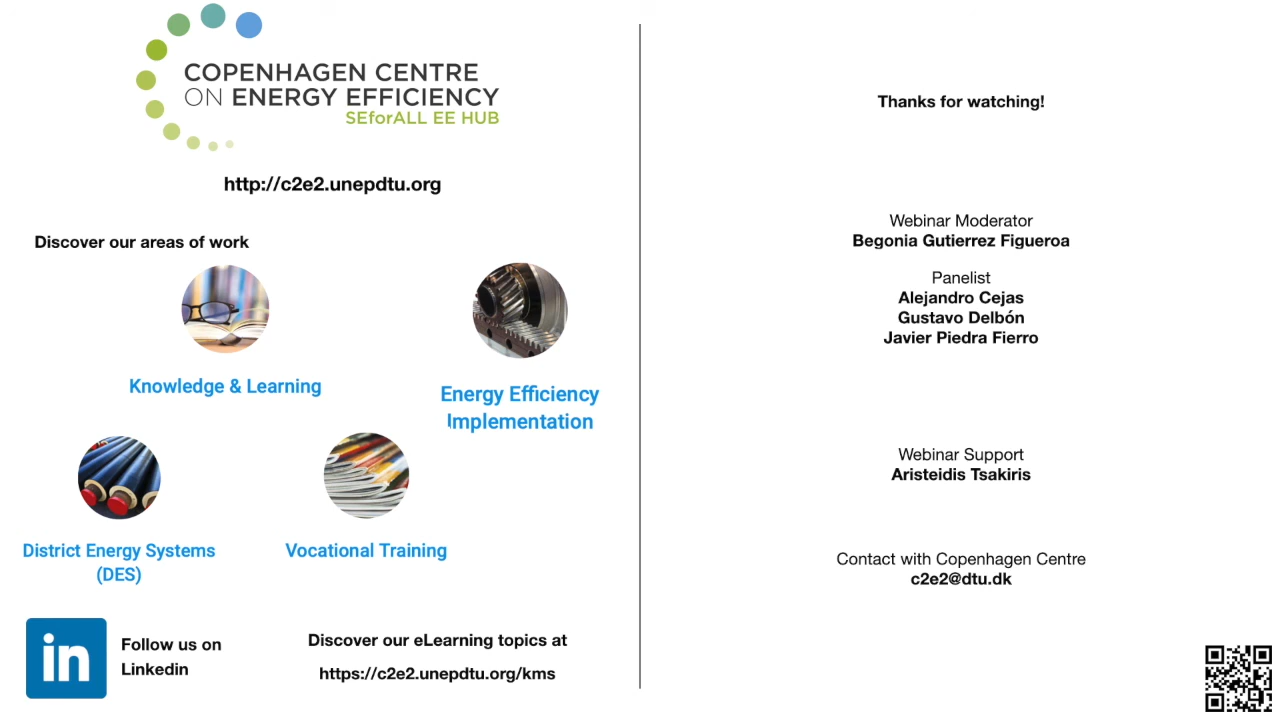 COPENHAGEN CENTRE
ON ENERGY EFFICIENCY
SEforALL EE HUB
http://c2e2.unepdtu.org
Discover our areas of work
Knowledge & Learning
Energy Efficiency
Implementation
District Energy Systems
(DES)
Vocational Training
in
Follow us on
Linkedin
Discover our eLearning topics at
https://c2e2.unepdtu.org/kms
Thanks for watching!
Webinar Moderator
Begonia Gutierrez Figueroa
Panelist
Alejandro Cejas
Gustavo Delbón
Javier Piedra Fierro
Webinar Support
Aristeidis Tsakiris
Contact with Copenhagen Centre
c2e2@dtu.dk